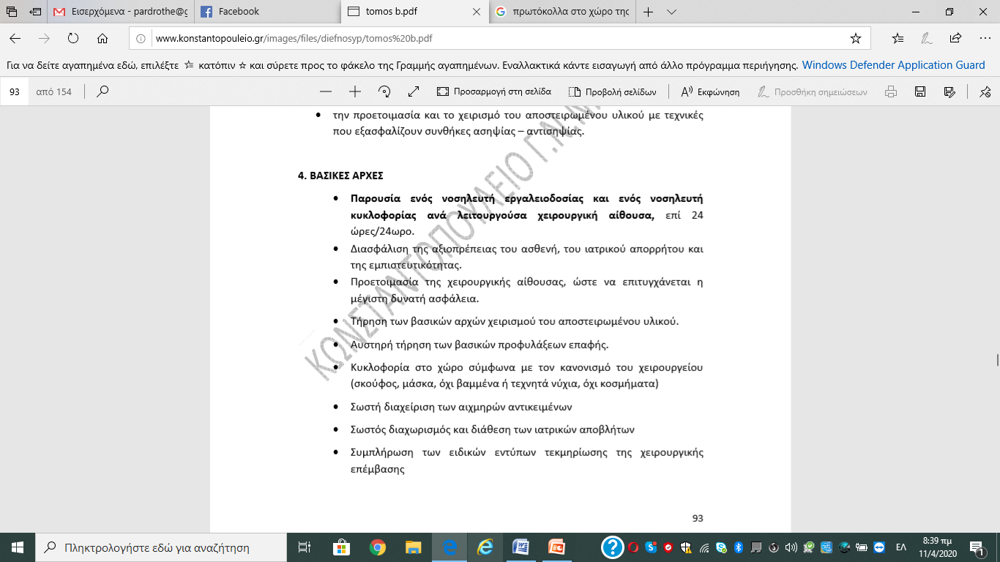 Εισερχόμενα - pardrothe@g
Facebook
tomos b.pdf
πρωτόκολλα στο χώρο της
www.konstantopouleio.gr/images/files/diefnosyp/tomos%20b.pdf
Για να δείτε αγαπημένα εδώ, επιλέξτε κατόπιν και σύρετε προς το φάκελο της Γραμμής αγαπημένων. Εναλλακτικά κάντε εισαγωγή από άλλο πρόγραμμα περιήγησης. Windows Defender Application Guard
93 από 154 Προσαρμογή στη σελίδα Προβολή σελίδων Εκφώνηση Προσθήκη σημειώσεων
• την προετοιμασία και το χειρισμό του αποστειρωμένου υλικού με τεχνικές
που εξασφαλίζουν συνθήκες ασηψίας – αντισηψίας.
4. ΒΑΣΙΚΕΣ ΑΡΧΕΣ
• Παρουσία ενός νοσηλευτή εργαλειοδοσίας και ενός νοσηλευτή
κυκλοφορίας ανά λειτουργούσα χειρουργική αίθουσα, επί 24
ώρες/24ωρο.
• Διασφάλιση της αξιοπρέπειας του ασθενή, του ιατρικού απορρήτου και
της εμπιστευτικότητας.
• Προετοιμασία της χειρουργικής αίθουσας, ώστε να επιτυγχάνεται η
μέγιστη δυνατή ασφάλεια.
• Τήρηση των βασικών αρχών χειρισμού του αποστειρωμένου υλικού.
• Αυστηρή τήρηση των βασικών προφυλάξεων επαφής.
• Κυκλοφορία στο χώρο σύμφωνα με τον κανονισμό του χειρουργείου
(σκούφος, μάσκα, όχι βαμμένα ή τεχνητά νύχια, όχι κοσμήματα)
• Σωστή διαχείριση των αιχμηρών αντικειμένων
• Σωστός διαχωρισμός και διάθεση των ιατρικών αποβλήτων
• Συμπλήρωση των ειδικών εντύπων τεκμηρίωσης της χειρουργικής
επέμβασης
ΚΩΝΣΤΑΝΤΟΠΟΥΛΕΙΟ Γ.Ν.Ν.
93
Πληκτρολογήστε εδώ για αναζήτηση
ΕΛ
8:39 πμ
11/4/2020